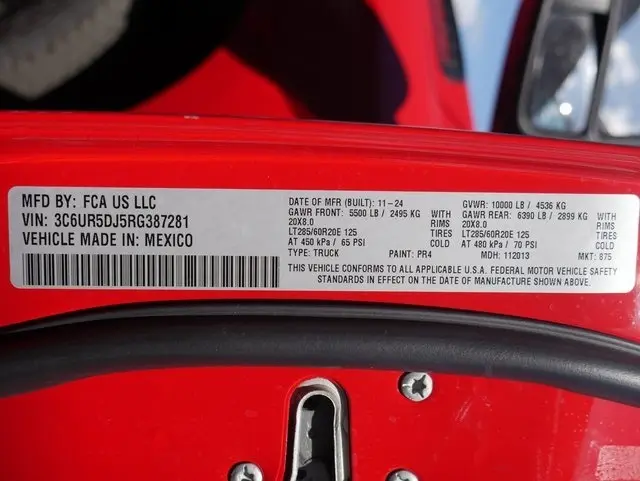 MFD BY: FCA US LLC
VIN: 3C6UR5DJ5RG387281
VEHICLE MADE IN: MEXICO
DATE OF MFR (BUILT): 11-24 GVWR: 10000 LB / 4536 KG
GAWR FRONT: 5500 LB / 2495 KG WITH GAWR REAR: 6390 LB / 2899 KG WITH
20X8.0 RIMS 20X8.0 RIMS
LT285/60R20E 125 TIRES LT285/60R20E 125 TIRES
AT 450 kPa / 65 PSI COLD AT 480 kPa / 70 PSI COLD
TYPE: TRUCK PAINT: PR4 MDH: 112013 MKT: 875
THIS VEHICLE CONFORMS TO ALL APPLICABLE U.S.A. FEDERAL MOTOR VEHICLE SAFETY
STANDARDS IN EFFECT ON THE DATE OF MANUFACTURE SHOWN ABOVE.